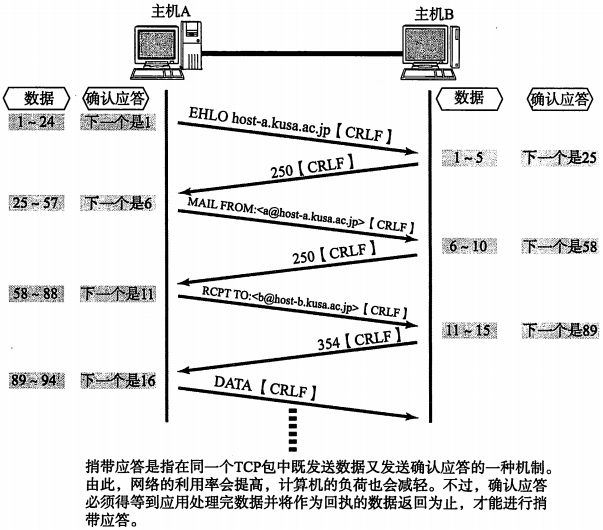 主机A 主机B
数据 确认应答 数据 确认应答
1~24 下一个是1
EHLO host-a.kusa.ac.jp【CRLF】
1~5 下一个是25
250【CRLF】
25~57 下一个是6
MAIL FROM:<a@host-a.kusa.ac.jp>【CRLF】
6~10 下一个是58
250【CRLF】
58~88 下一个是11
RCPT TO:<b@host-b.kusa.ac.jp>【CRLF】
11~15 下一个是89
354【CRLF】
89~94 下一个是16
DATA【CRLF】
捎带应答是指在同一个TCP包中既发送数据又发送确认应答的一种机制。
由此，网络的利用率会提高，计算机的负荷也会减轻。不过，确认应答
必须得等到应用处理完数据并将作为回执的数据返回为止，才能进行捎
带应答。